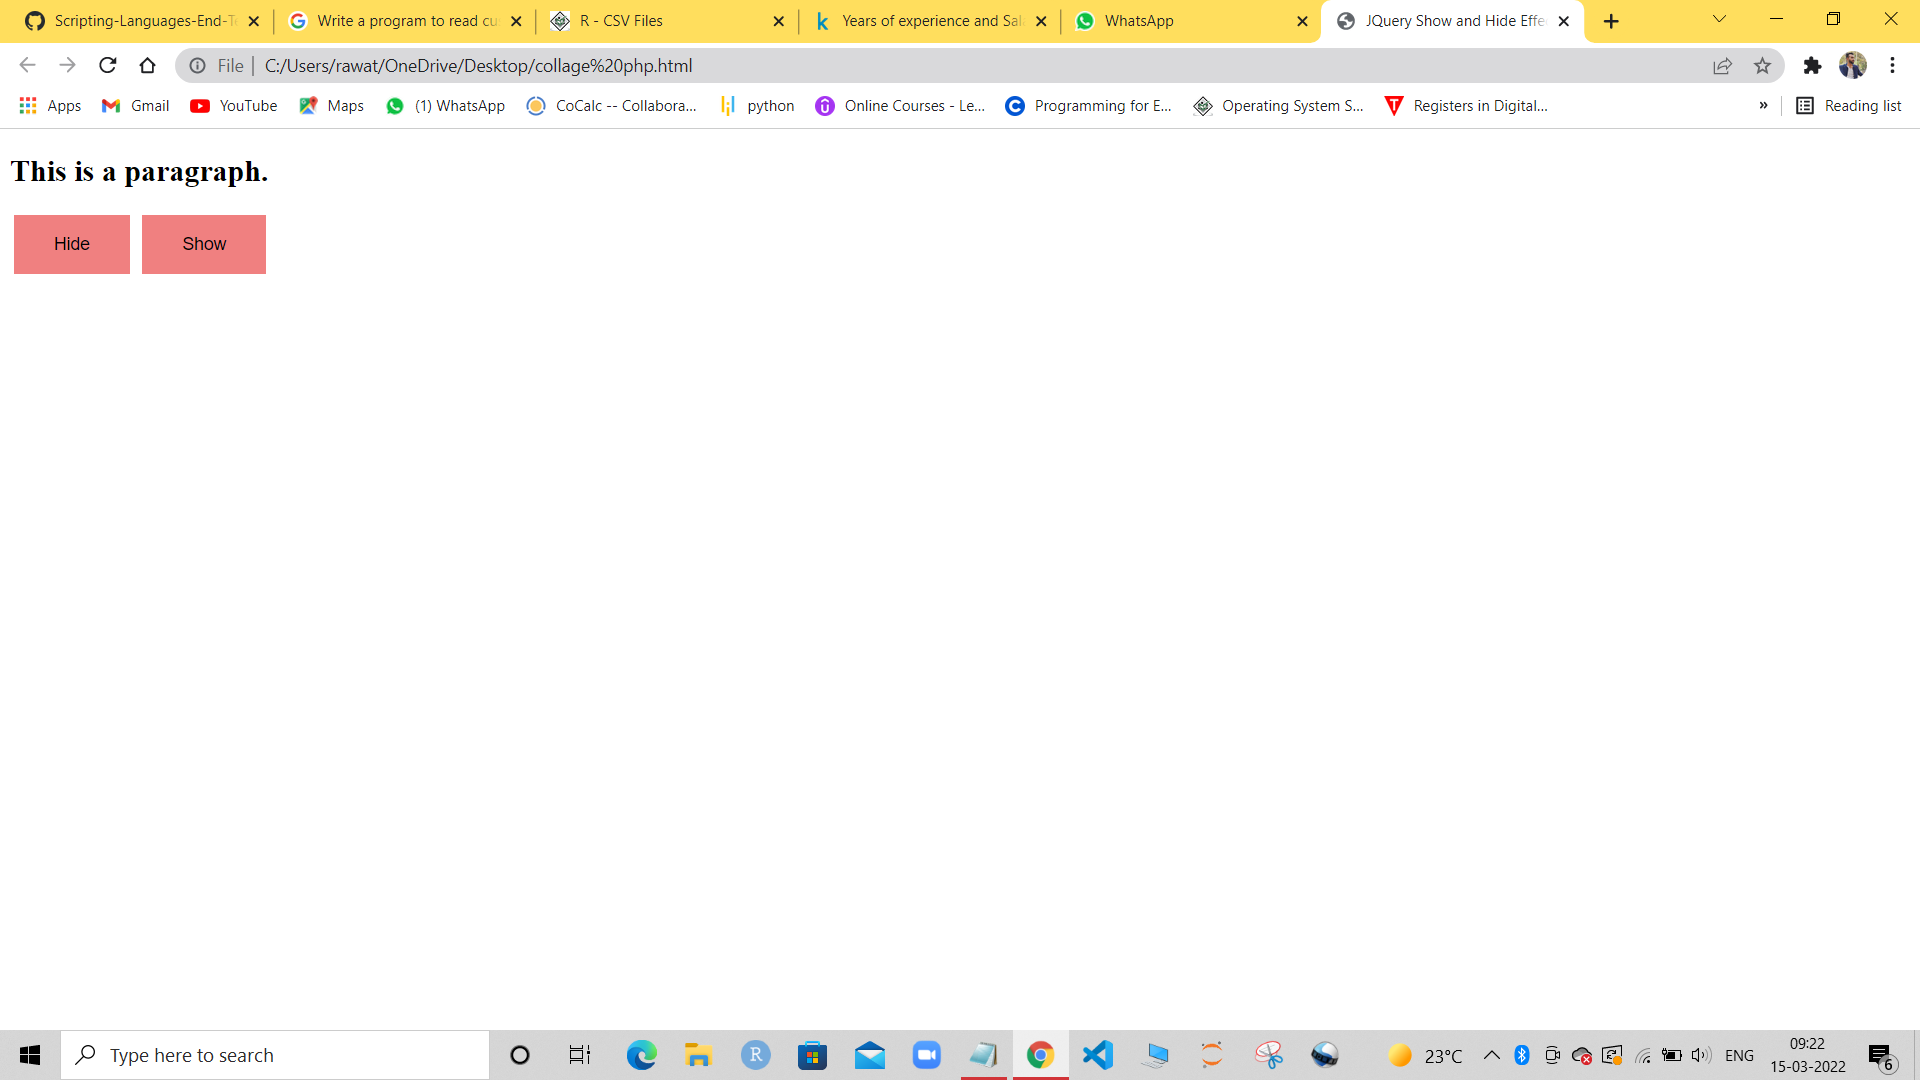 Scripting-Languages-End-Te
Write a program to read cu
R - CSV Files
Years of experience and Sala
WhatsApp
JQuery Show and Hide Effe
File
C:/Users/rawat/OneDrive/Desktop/collage%20php.html
Apps
Gmail
YouTube
Maps
(1) WhatsApp
CoCalc -- Collabora...
python
Online Courses - Le...
Programming for E...
Operating System S...
Registers in Digital...
»
Reading list
This is a paragraph.
Hide
Show
Type here to search
23°C
ENG
09:22
15-03-2022
6